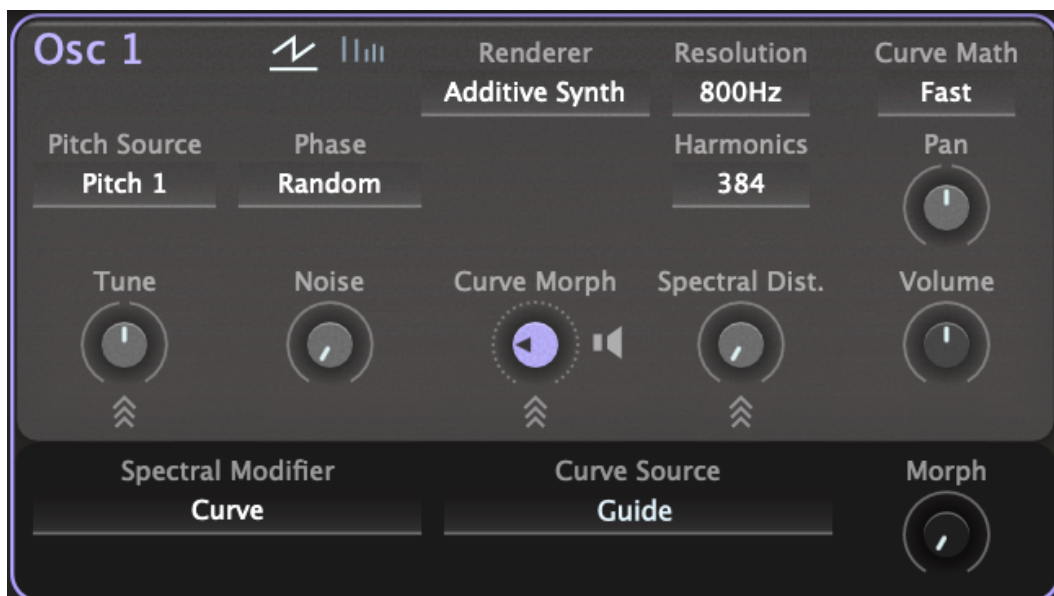 Osc 1
Renderer Resolution Curve Math
Additive Synth 800Hz Fast
Pitch Source Phase Harmonics Pan
Pitch 1 Random 384
Tune Noise Curve Morph Spectral Dist. Volume
Spectral Modifier Curve Source Morph
Curve Guide